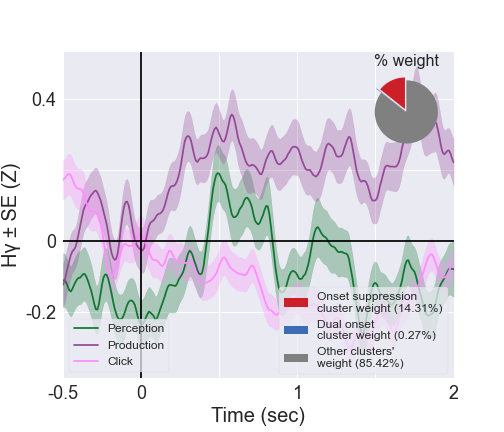 % weight
0.4
0
-0.2
Hγ ± SE (Z)
Perception
Production
Click
Onset suppression
cluster weight (14.31%)
Dual onset
cluster weight (0.27%)
Other clusters'
weight (85.42%)
-0.5
0
1
2
Time (sec)